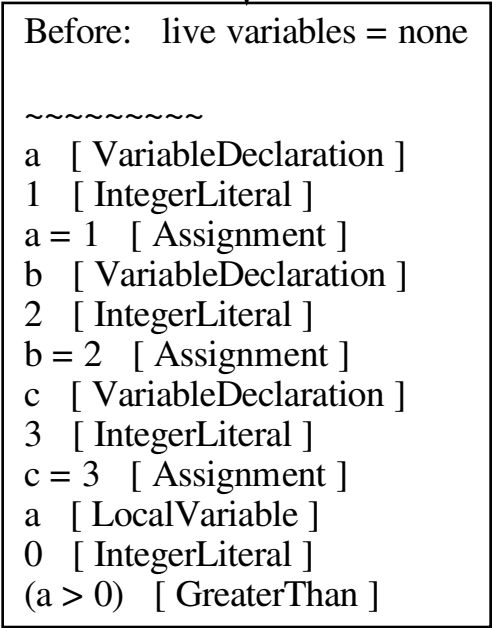 Before:   live variables = none
~~~~~~~~~
a   [ VariableDeclaration ]
1   [ IntegerLiteral ]
a = 1   [ Assignment ]
b   [ VariableDeclaration ]
2   [ IntegerLiteral ]
b = 2   [ Assignment ]
c   [ VariableDeclaration ]
3   [ IntegerLiteral ]
c = 3   [ Assignment ]
a   [ LocalVariable ]
0   [ IntegerLiteral ]
(a > 0)   [ GreaterThan ]